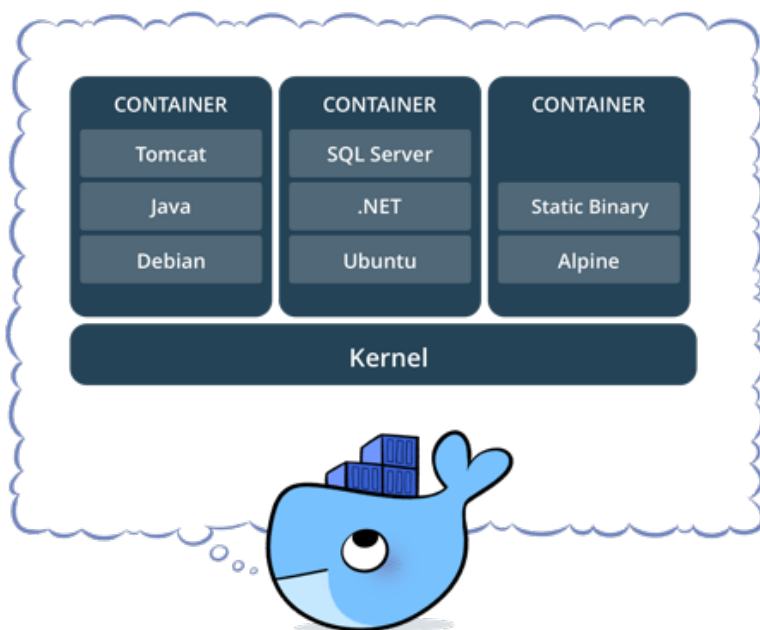 CONTAINER
Tomcat
Java
Debian
CONTAINER
SQL Server
.NET
Ubuntu
CONTAINER
Static Binary
Alpine
Kernel